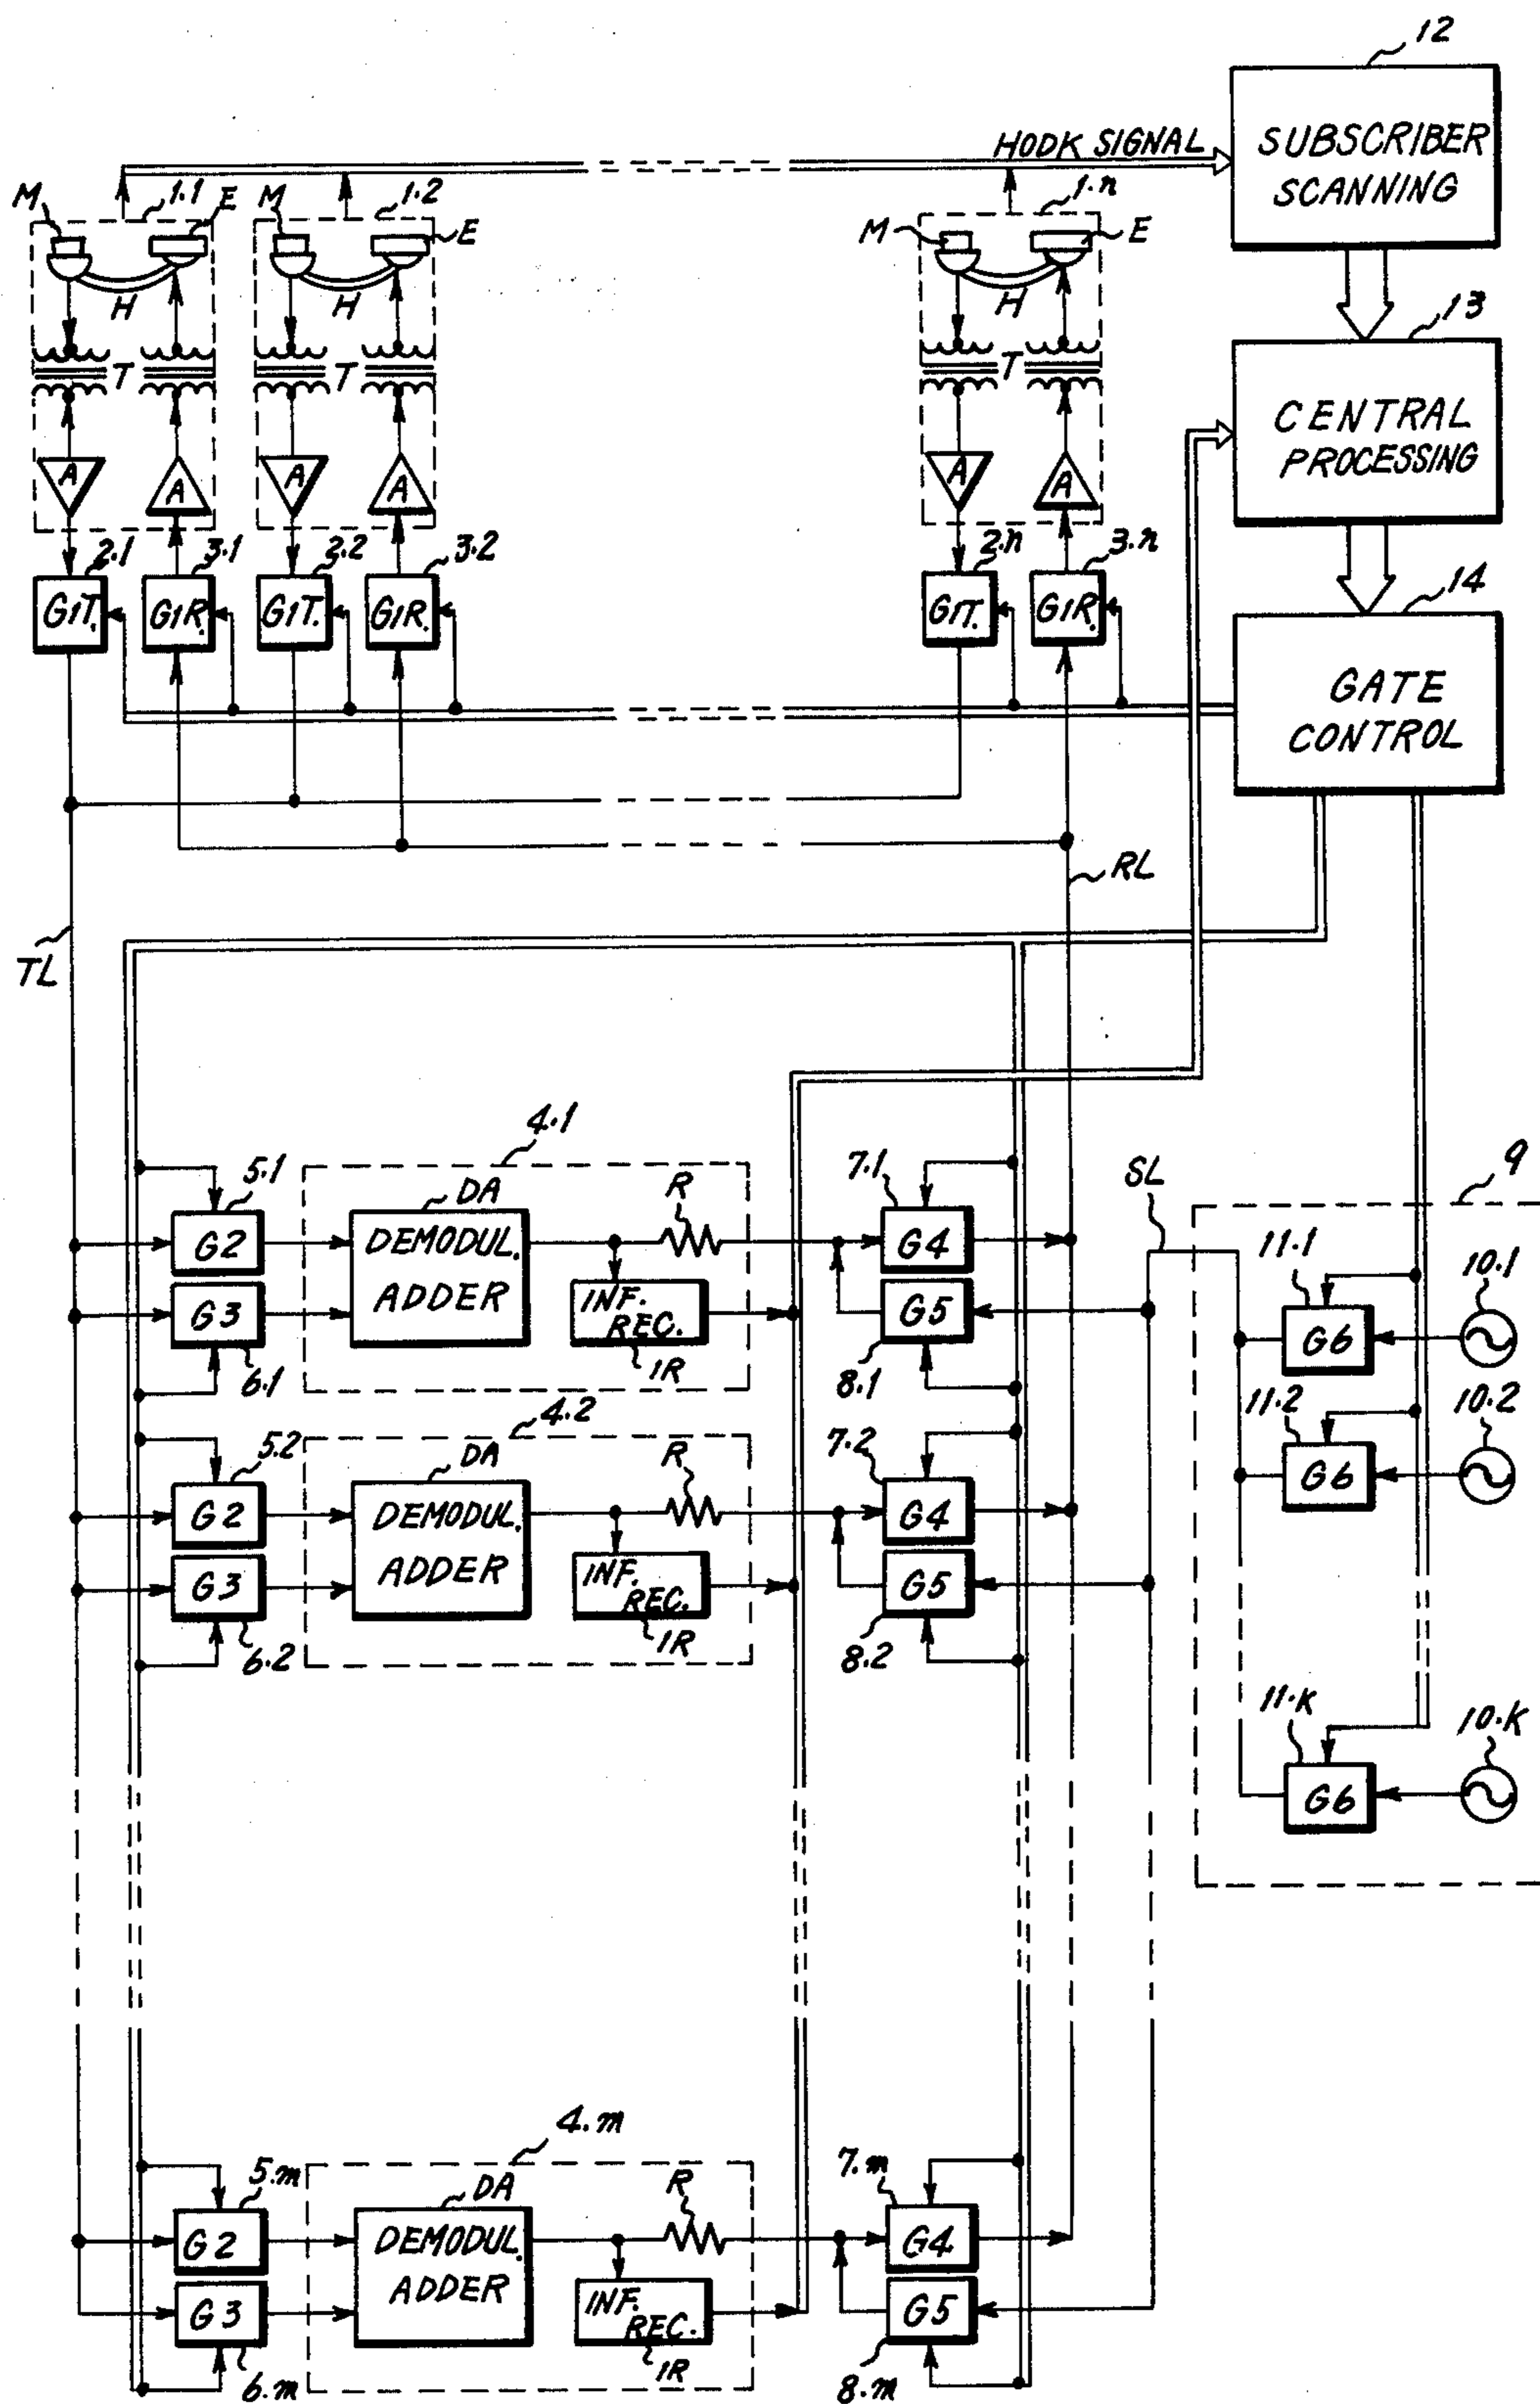 12
SUBSCRIBER
SCANNING
HODK SIGNAL
M
1.1
E
M
1.2
E
M
1.n
E
H
H
H
13
T
T
T
CENTRAL
PROCESSING
A
A
A
A
A
A
2.1
3.1
2.2
3.2
2.n
3.n
14
G1T.
G1R.
G1T.
G1R.
G1T.
G1R.
GATE
CONTROL
RL
TL
4.1
5.1
DA
R
7.1
SL
9
G2
DEMODUL.
ADDER
G4
11.1
10.1
G3
INF.
REC.
G5
G6
6.1
1R
8.1
4.2
11.2
10.2
5.2
DA
R
7.2
G6
G2
DEMODUL.
ADDER
G4
G3
INF.
REC.
G5
6.2
1R
8.2
11.k
10.k
G6
4.m
5.m
DA
R
7.m
G2
DEMODUL.
ADDER
G4
G3
INF.
REC.
G5
6.m
1R
8.m